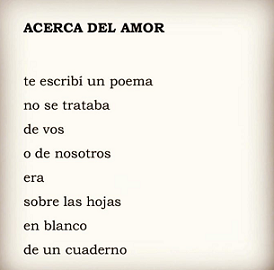 ACERCA DEL AMOR
te escribí un poema
no se trataba
de vos
o de nosotros
era
sobre las hojas
en blanco
de un cuaderno